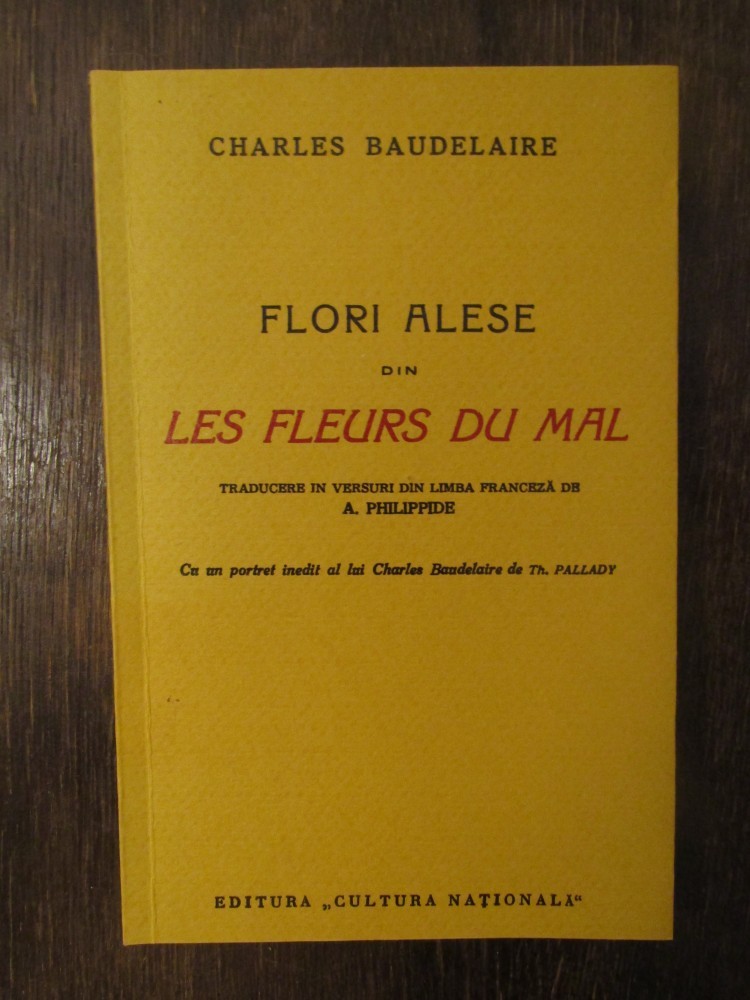 CHARLES BAUDELAIRE
FLORI ALESE
DIN
LES FLEURS DU MAL
TRADUCERE IN VERSURI DIN LIMBA FRANCEZĂ DE
A. PHILIPPIDE
Cu un portret inedit al lui Charles Baudelaire de Th. PALLADY
EDITURA „CULTURA NAȚIONALĂ“